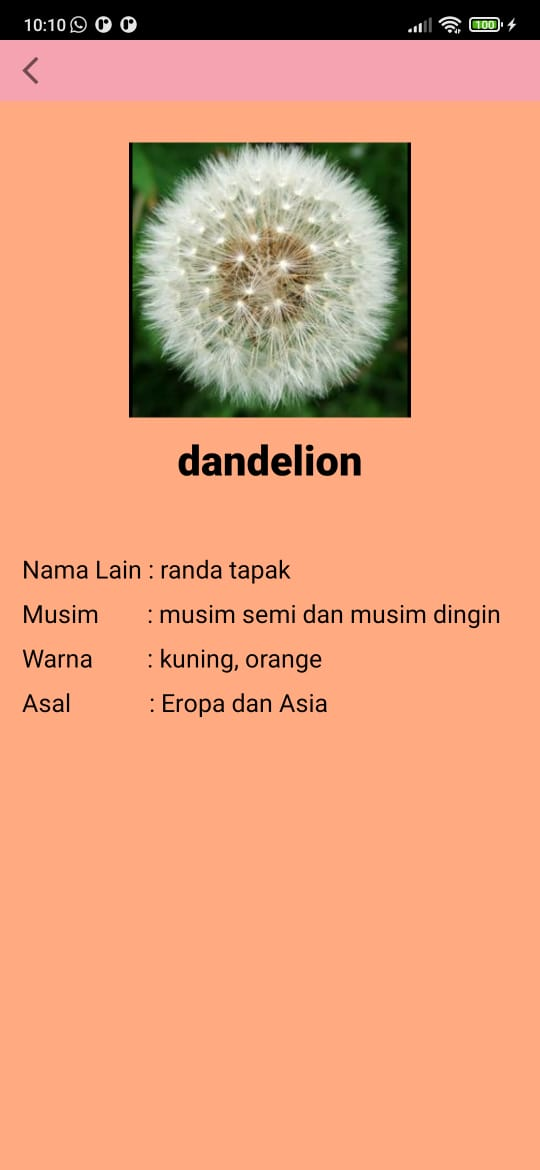 10:10
100
dandelion
Nama Lain : randa tapak
Musim : musim semi dan musim dingin
Warna : kuning, orange
Asal : Eropa dan Asia